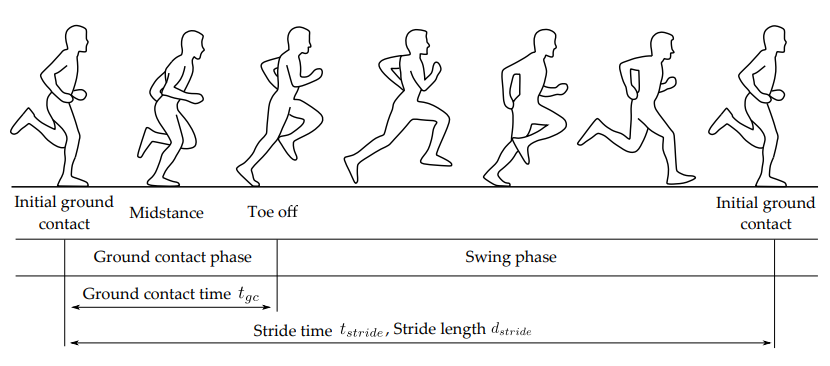 Initial ground
contact
Midstance
Toe off
Initial ground
contact
Ground contact phase
Swing phase
Ground contact time t_gc
Stride time t_stride, Stride length d_stride